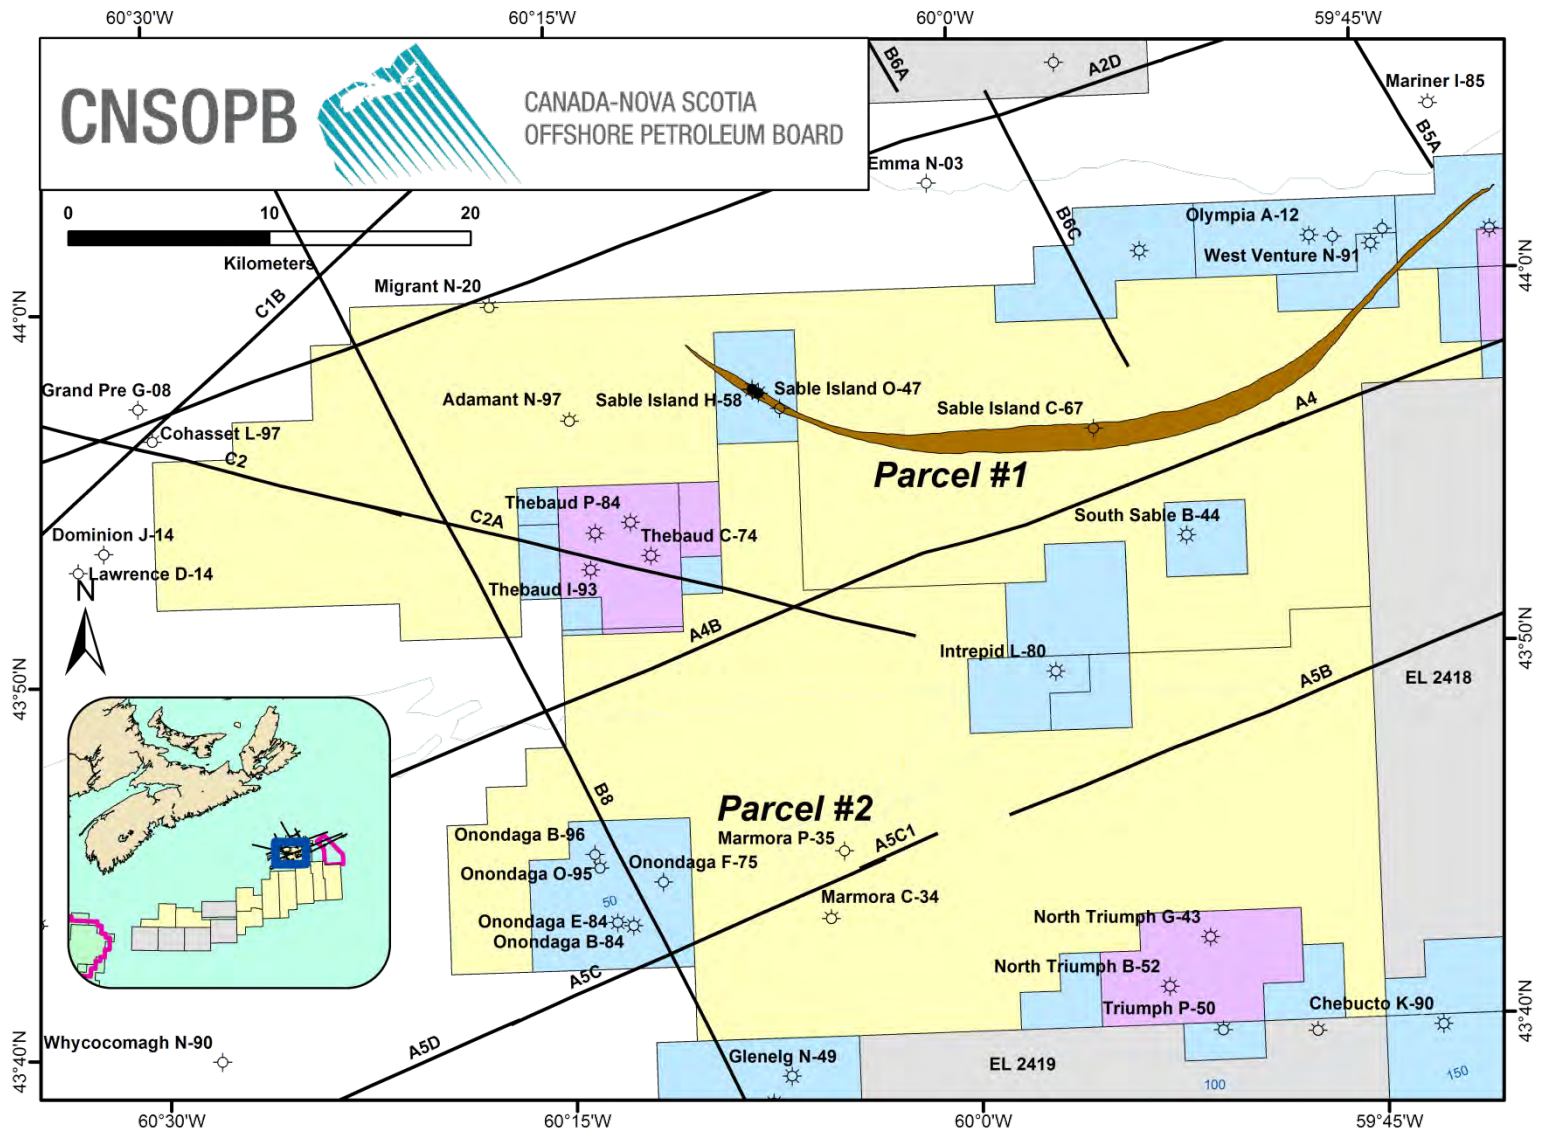 60°30'W
60°15'W
60°0'W
59°45'W
CNSOPB
CANADA-NOVA SCOTIA
OFFSHORE PETROLEUM BOARD
B6A
A2D
Mariner I-85
B5A
Emma N-03
0
10
20
Kilometers
B6C
Olympia A-12
West Venture N-91
C1B
Migrant N-20
44°0'N
44°0'N
Grand Pre G-08
Adamant N-97
Sable Island H-58
Sable Island O-47
Sable Island C-67
A4
Cohasset L-97
C2
Parcel #1
Thebaud P-84
C2A
Thebaud C-74
South Sable B-44
Dominion J-14
Lawrence D-14
Thebaud I-93
N
A4B
Intrepid L-80
43°50'N
43°50'N
A5B
EL 2418
B8
Parcel #2
Onondaga B-96
Marmora P-35
A5C1
Onondaga O-95
Onondaga F-75
50
Marmora C-34
Onondaga E-84
Onondaga B-84
North Triumph G-43
A5C
North Triumph B-52
Triumph P-50
Chebucto K-90
43°40'N
43°40'N
Whycocomagh N-90
A5D
Glenelg N-49
EL 2419
100
150
60°30'W
60°15'W
60°0'W
59°45'W